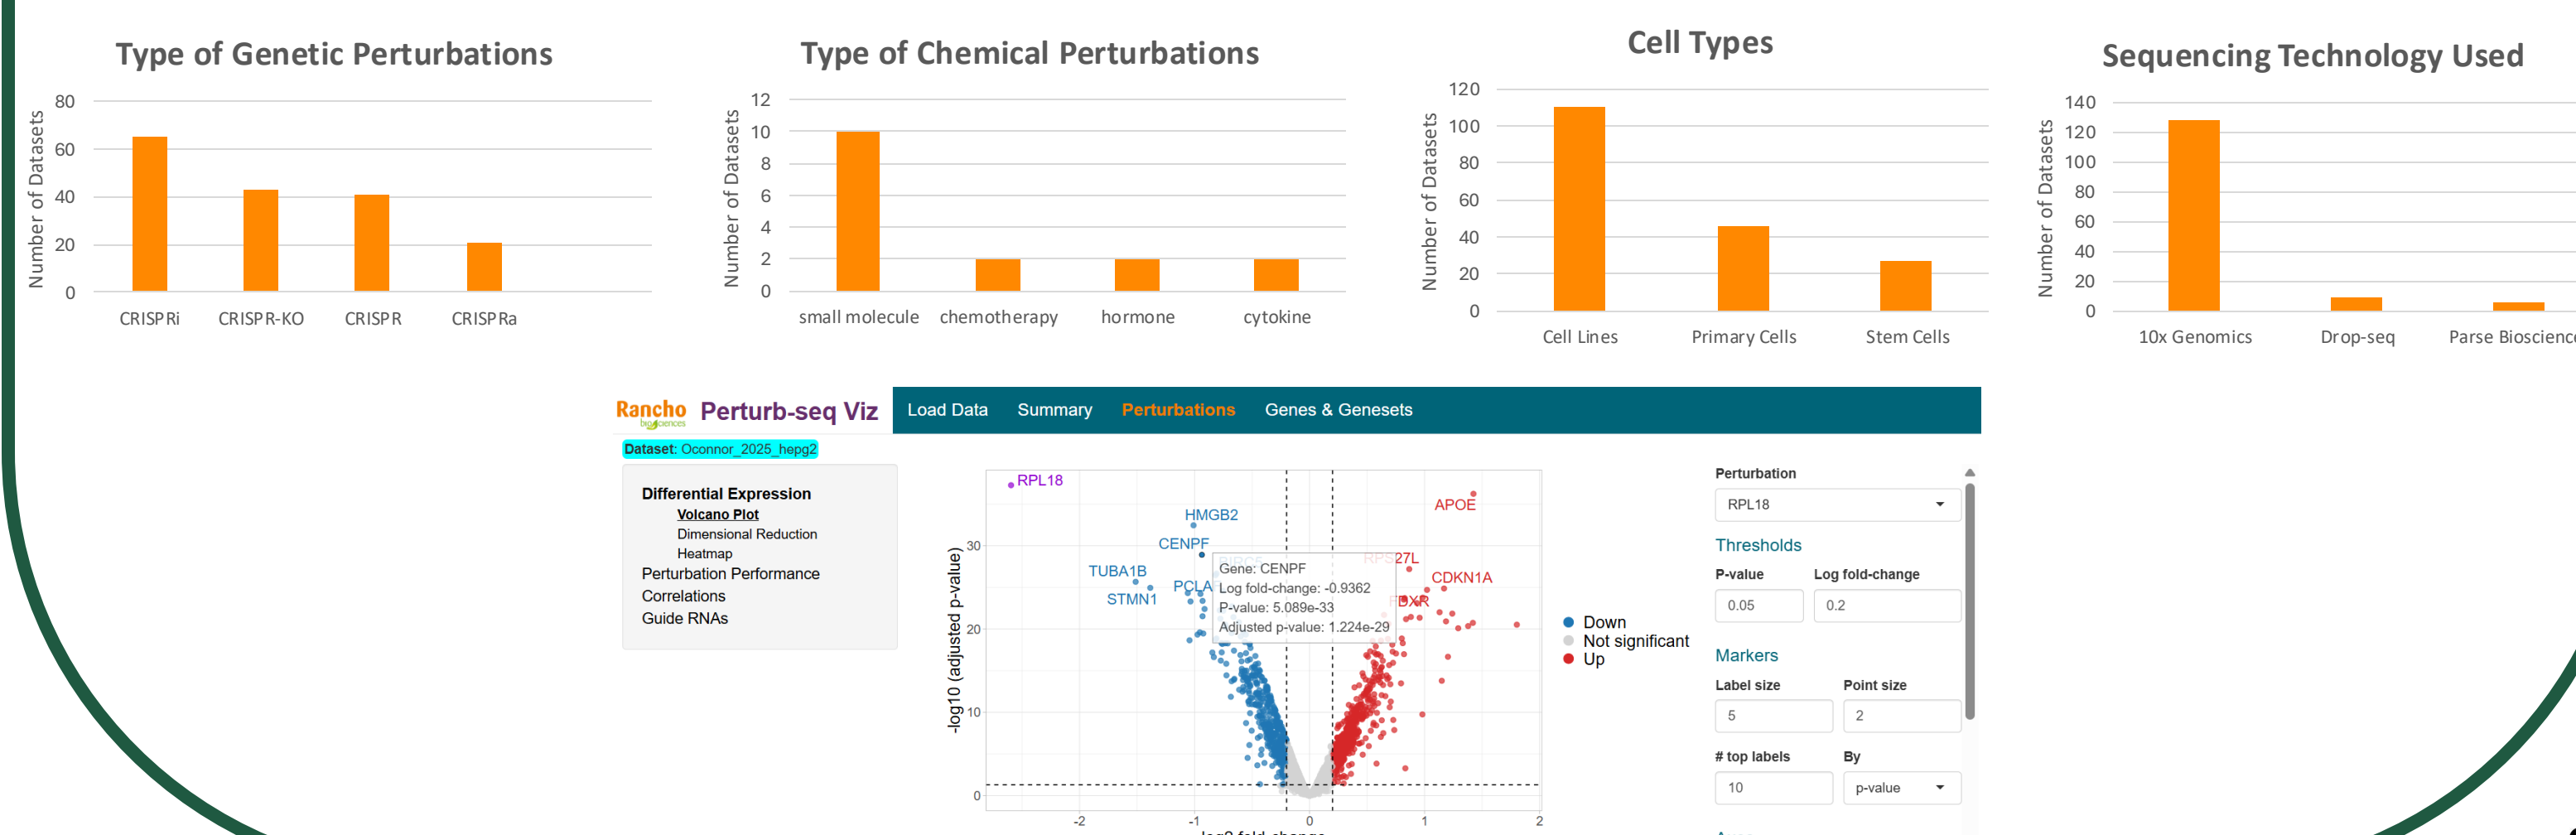 Type of Genetic Perturbations
Number of Datasets
80
60
40
20
0
CRISPRi
CRISPR-KO
CRISPR
CRISPRa
Type of Chemical Perturbations
Number of Datasets
12
10
8
6
4
2
0
small molecule
chemotherapy
hormone
cytokine
Cell Types
Number of Datasets
120
100
80
60
40
20
0
Cell Lines
Primary Cells
Stem Cells
Sequencing Technology Used
Number of Datasets
140
120
100
80
60
40
20
0
10x Genomics
Drop-seq
Parse Bioscienc
Rancho
biosciences
Perturb-seq Viz
Load Data
Summary
Perturbations
Genes & Genesets
Dataset: Oconnor_2025_hepg2
Differential Expression
Volcano Plot
Dimensional Reduction
Heatmap
Perturbation Performance
Correlations
Guide RNAs
-log10 (adjusted p-value)
30
20
10
0
-2
-1
0
1
2
RPL18
HMGB2
CENPF
TUBA1B
STMN1
PCLA
APOE
RPS27L
CDKN1A
FDXR
Gene: CENPF
Log fold-change: -0.9362
P-value: 5.089e-33
Adjusted p-value: 1.224e-29
Down
Not significant
Up
Perturbation
RPL18
Thresholds
P-value
Log fold-change
0.05
0.2
Markers
Label size
Point size
5
2
# top labels
By
10
p-value